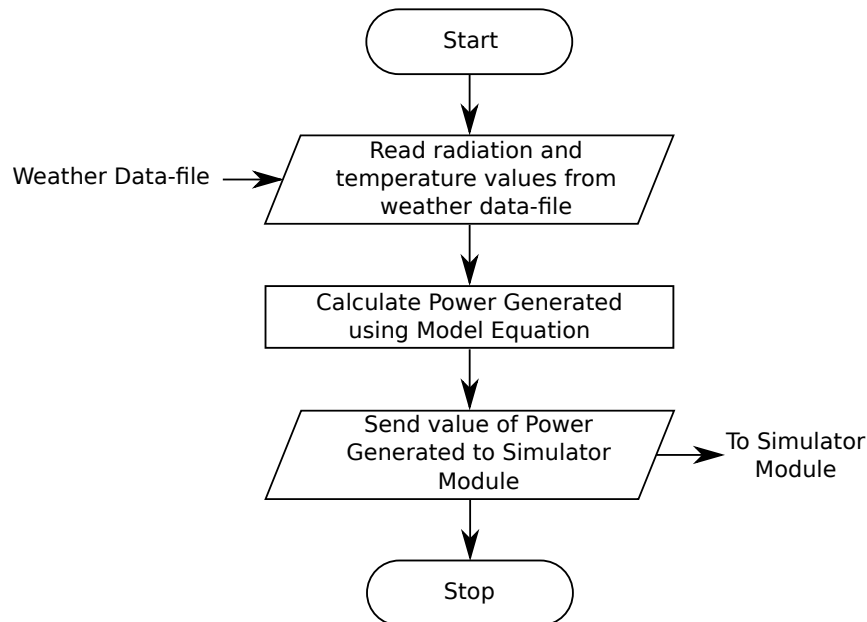 Start
Read radiation and
temperature values from
weather data-file
Weather Data-file
Calculate Power Generated
using Model Equation
Send value of Power
Generated to Simulator
Module
To Simulator
Module
Stop